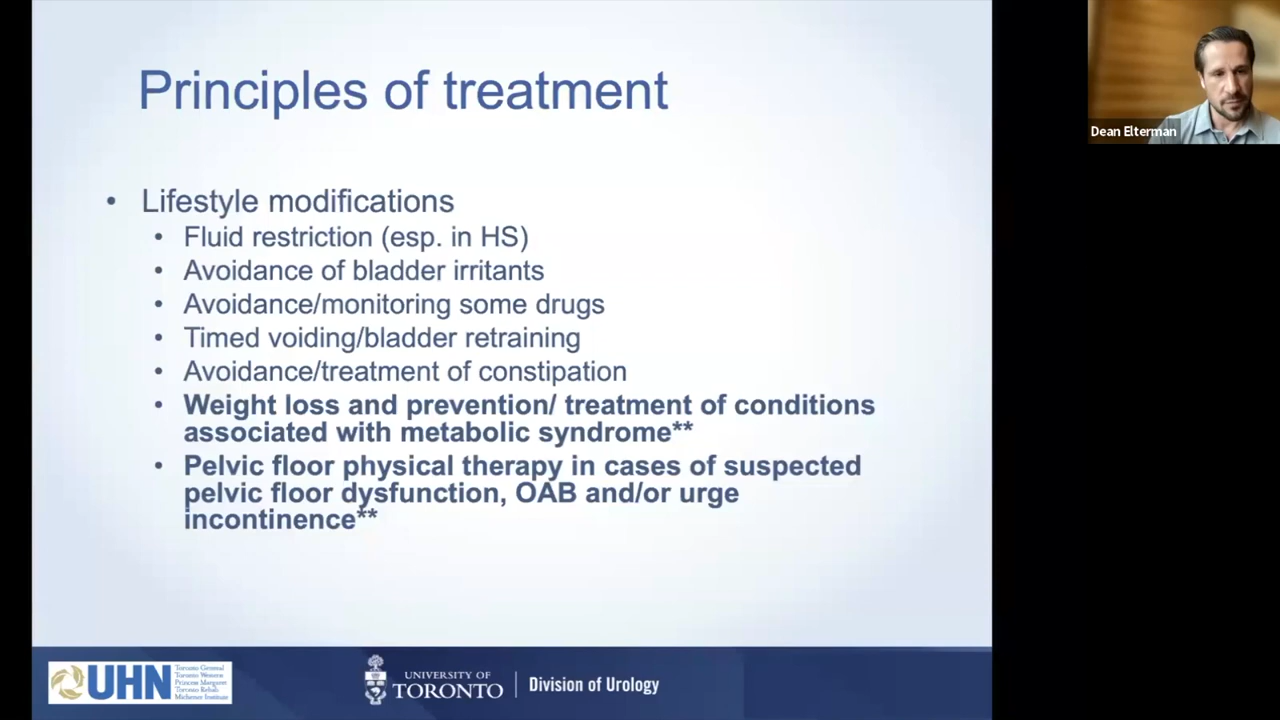 Principles of treatment
• Lifestyle modifications
• Fluid restriction (esp. in HS)
• Avoidance of bladder irritants
• Avoidance/monitoring some drugs
• Timed voiding/bladder retraining
• Avoidance/treatment of constipation
• Weight loss and prevention/ treatment of conditions
associated with metabolic syndrome**
• Pelvic floor physical therapy in cases of suspected
pelvic floor dysfunction, OAB and/or urge
incontinence**
Dean Elterman
UHN
Toronto General
Toronto Western
Princess Margaret
Toronto Rehab
Michener Institute
UNIVERSITY OF
TORONTO
Division of Urology